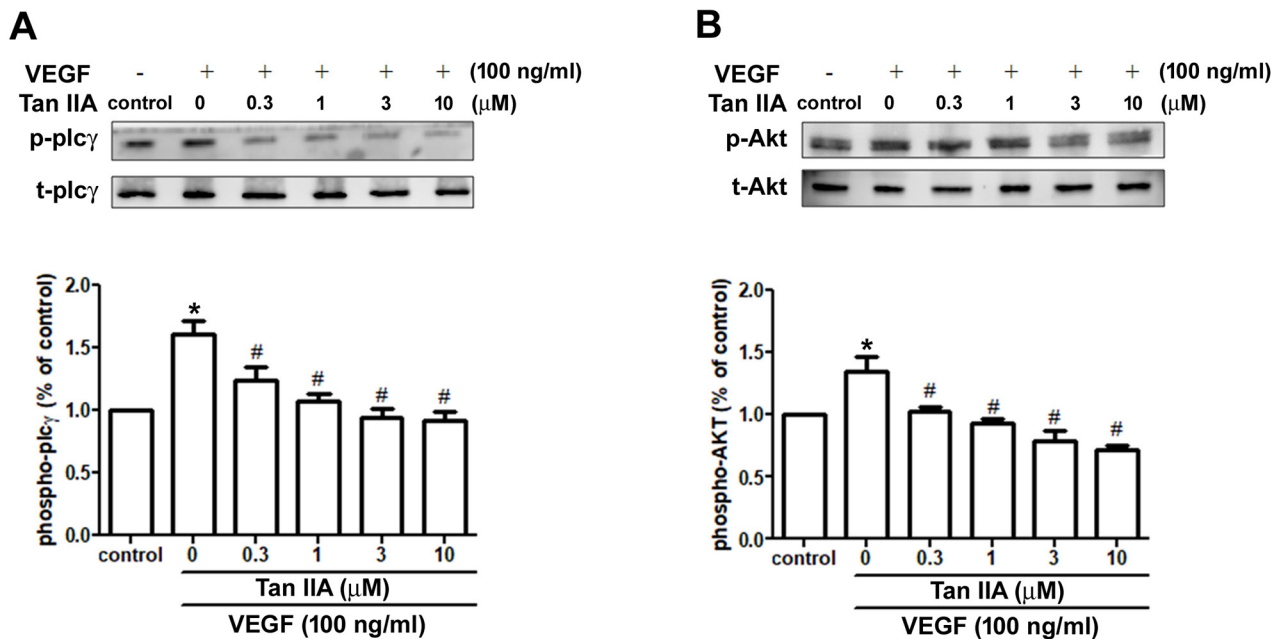 A
VEGF - + + + + + (100 ng/ml)
Tan IIA control 0 0.3 1 3 10 (μM)
p-plcγ
t-plcγ
phospho-plcγ (% of control)
2.0
1.5
1.0
0.5
0.0
*
#
#
#
#
control 0 0.3 1 3 10
Tan IIA (μM)
VEGF (100 ng/ml)
B
VEGF - + + + + + (100 ng/ml)
Tan IIA control 0 0.3 1 3 10 (μM)
p-Akt
t-Akt
phospho-AKT (% of control)
2.0
1.5
1.0
0.5
0.0
*
#
#
#
#
control 0 0.3 1 3 10
Tan IIA (μM)
VEGF (100 ng/ml)